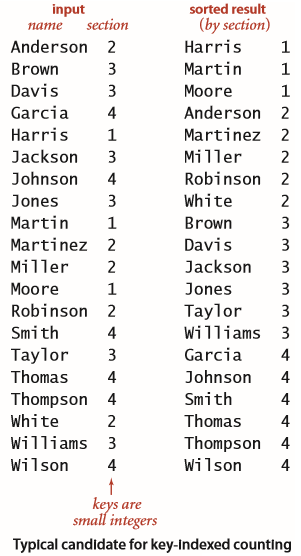 input sorted result
name section (by section)
Anderson 2 Harris 1
Brown 3 Martin 1
Davis 3 Moore 1
Garcia 4 Anderson 2
Harris 1 Martinez 2
Jackson 3 Miller 2
Johnson 4 Robinson 2
Jones 3 White 2
Martin 1 Brown 3
Martinez 2 Davis 3
Miller 2 Jackson 3
Moore 1 Jones 3
Robinson 2 Taylor 3
Smith 4 Williams 3
Taylor 3 Garcia 4
Thomas 4 Johnson 4
Thompson 4 Smith 4
White 2 Thomas 4
Williams 3 Thompson 4
Wilson 4 Wilson 4
keys are
small integers
Typical candidate for key-indexed counting